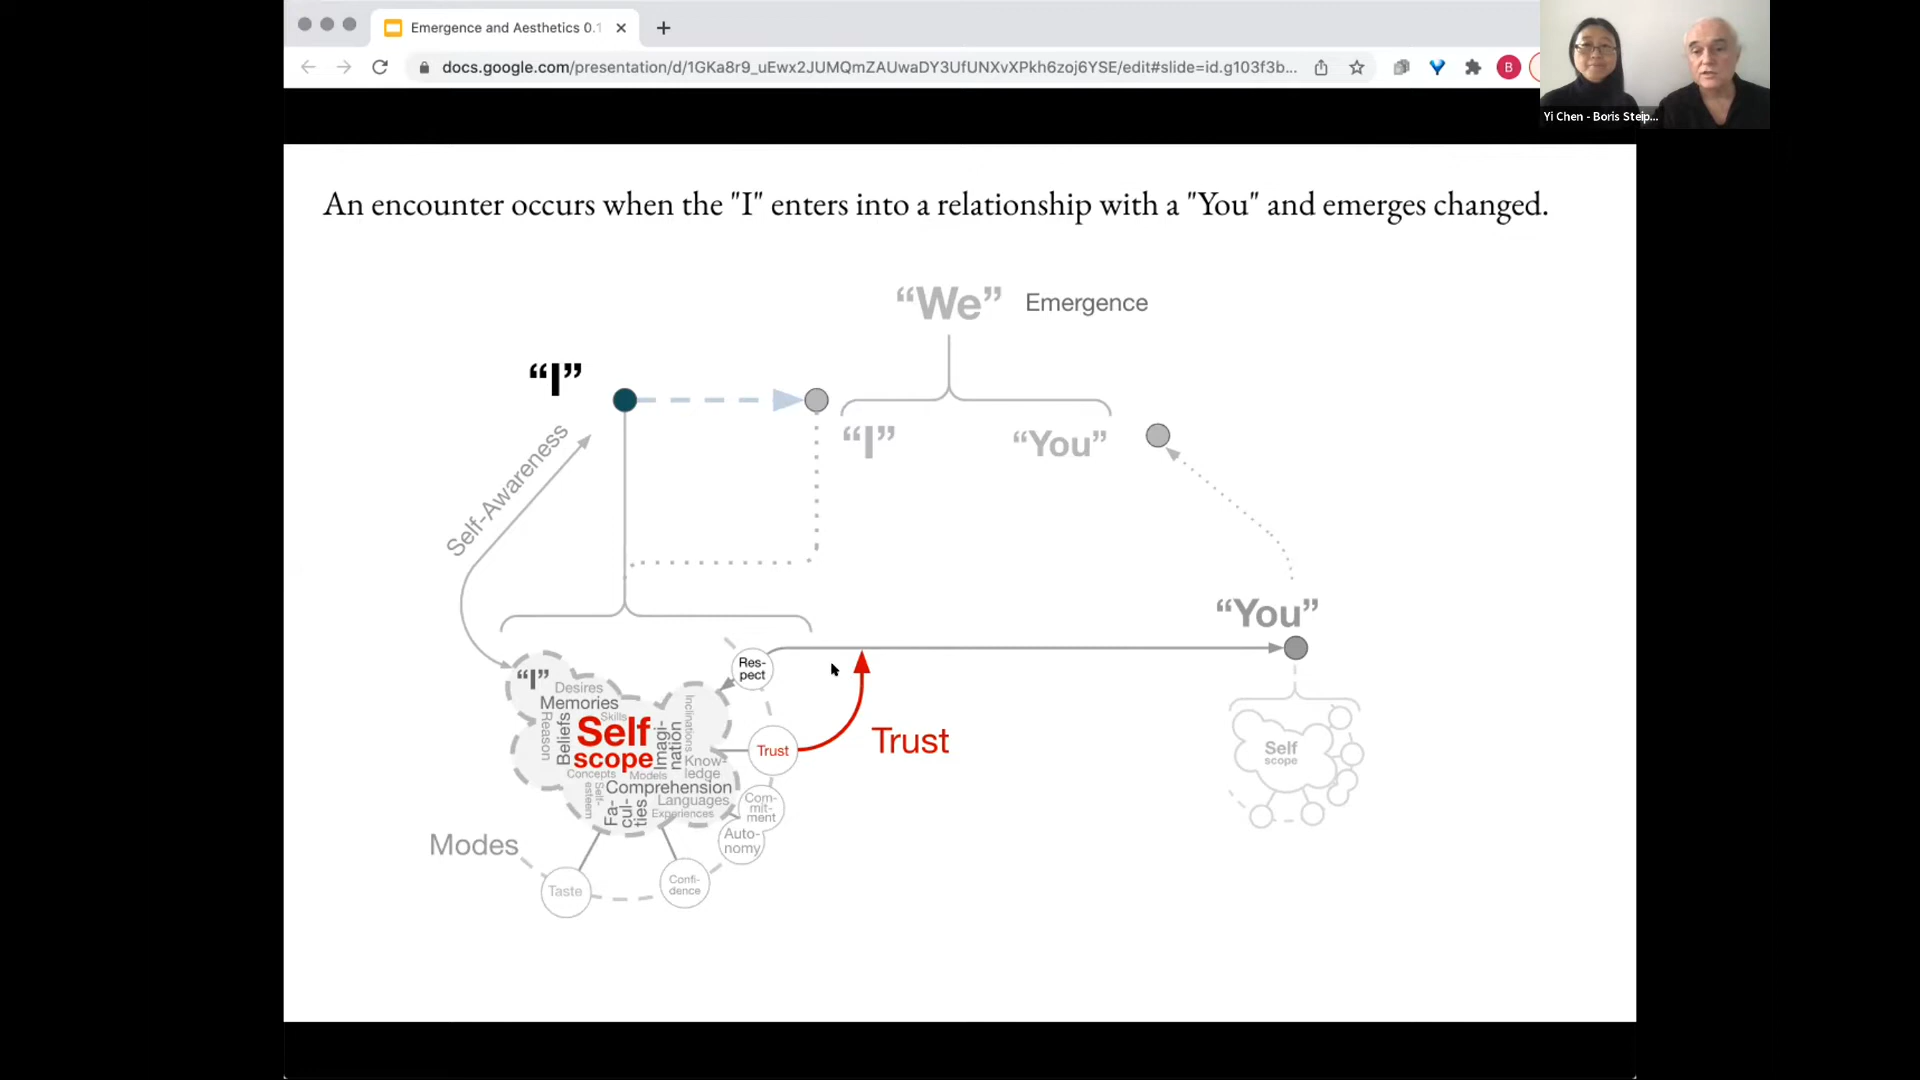 Emergence and Aesthetics 0.1
docs.google.com/presentation/d/1GKa8r9_uEwx2JUMQmZAUwaDY3UfUNXvXPkh6zoj6YSE/edit#slide=id.g103f3b...
B
Yi Chen - Boris Steip...
An encounter occurs when the "I" enters into a relationship with a "You" and emerges changed.
“We” Emergence
“I”
“I” “You”
Self-Awareness
“You”
Res-
pect
“I”
Desires
Memories
Skills
Reason
Beliefs
Self
scope
Imagi-
nation
Inclinations
Know-
ledge
Concepts
Models
Self-
esteem
Comprehension
Fa-
cul-
ties
Languages
Experiences
Trust
Trust
Com-
mit-
ment
Auto-
nomy
Modes
Taste
Confi-
dence
Self
scope